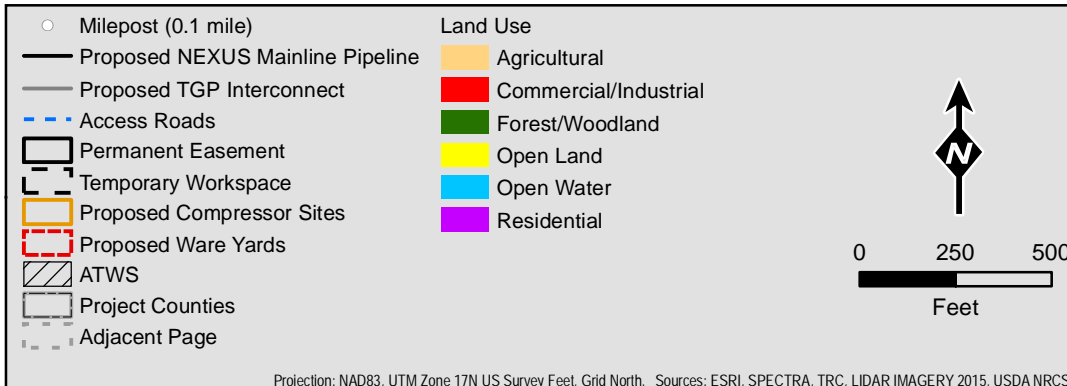 Milepost (0.1 mile)
Proposed NEXUS Mainline Pipeline
Proposed TGP Interconnect
Access Roads
Permanent Easement
Temporary Workspace
Proposed Compressor Sites
Proposed Ware Yards
ATWS
Project Counties
Adjacent Page
Land Use
Agricultural
Commercial/Industrial
Forest/Woodland
Open Land
Open Water
Residential
N
0 250 500
Feet
Projection: NAD83, UTM Zone 17N US Survey Feet, Grid North. Sources: ESRI, SPECTRA, TRC, LIDAR IMAGERY 2015, USDA NRCS